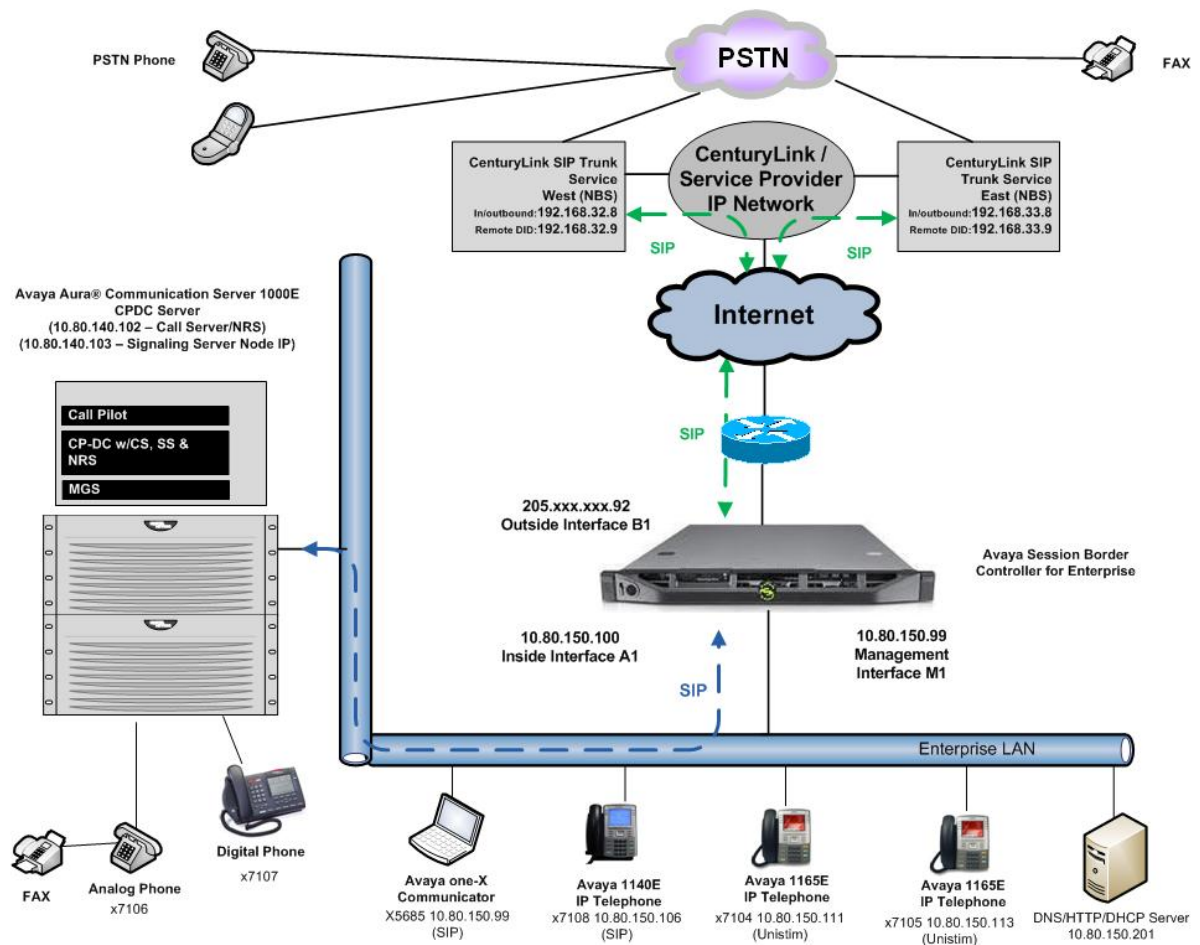 PSTN
PSTN Phone
FAX
CenturyLink SIP Trunk
Service
West (NBS)
In/outbound:192.168.32.8
Remote DID:192.168.32.9
CenturyLink /
Service Provider
IP Network
CenturyLink SIP
Trunk Service
East (NBS)
In/outbound:192.168.33.8
Remote DID:192.168.33.9
SIP
SIP
Avaya Aura® Communication Server 1000E
CPDC Server
(10.80.140.102 – Call Server/NRS)
(10.80.140.103 – Signaling Server Node IP)
Internet
Call Pilot
CP-DC w/CS, SS &
NRS
MGS
SIP
205.xxx.xxx.92
Outside Interface B1
Avaya Session Border
Controller for Enterprise
10.80.150.100
Inside Interface A1
10.80.150.99
Management
Interface M1
SIP
Enterprise LAN
FAX
Analog Phone
x7106
Digital Phone
x7107
Avaya one-X
Communicator
X5685 10.80.150.99
(SIP)
Avaya 1140E
IP Telephone
x7108 10.80.150.106
(SIP)
Avaya 1165E
IP Telephone
x7104 10.80.150.111
(Unistim)
Avaya 1165E
IP Telephone
x7105 10.80.150.113
(Unistim)
DNS/HTTP/DHCP Server
10.80.150.201